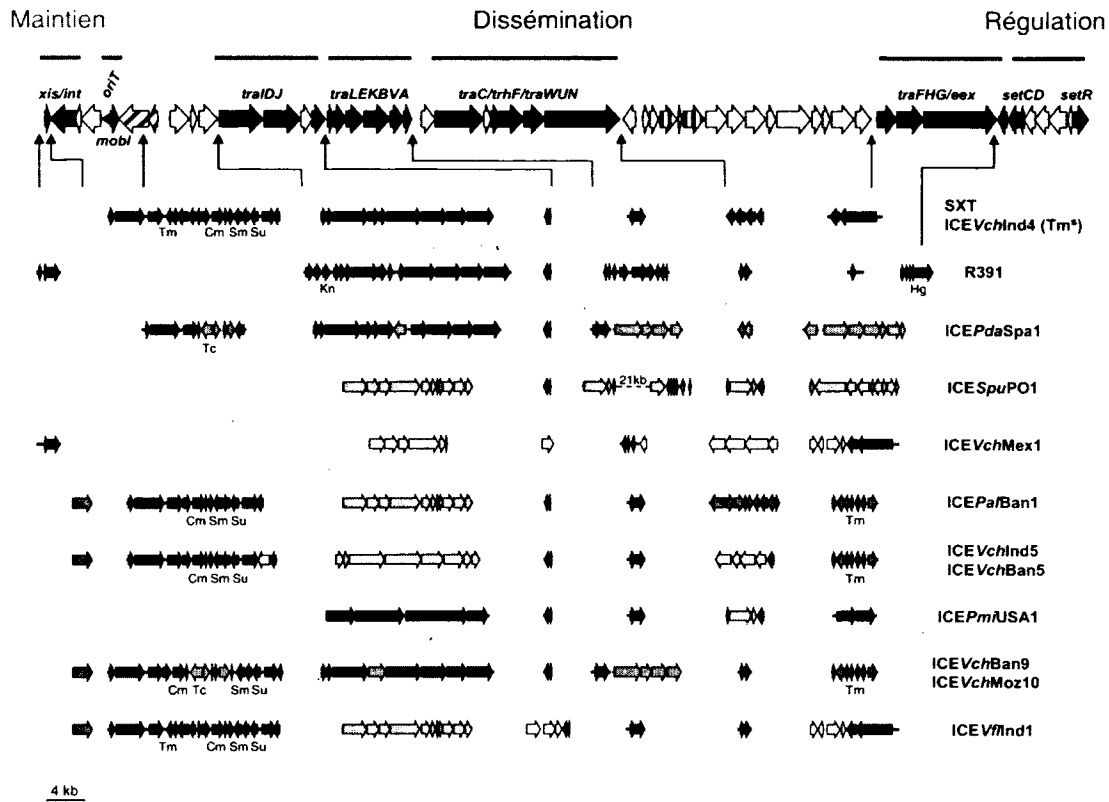 Maintien Dissémination Régulation
xis/int oriT mobI traIDJ traLEKBVA traC/trhF/traWUN traFHG/eex setCD setR
SXT
Tm Cm Sm Su ICEVchInd4 (Tmˢ)
R391
Kn Hg
ICEPdaSpa1
Tc
21kb ICESpuPO1
ICEVchMex1
ICEPalBan1
Cm Sm Su Tm
ICEVchInd5
ICEVchBan5
Cm Sm Su Tm
ICEPmiUSA1
ICEVchBan9
ICEVchMoz10
Cm Tc Sm Su Tm
ICEVflInd1
Tm Cm Sm Su
4 kb